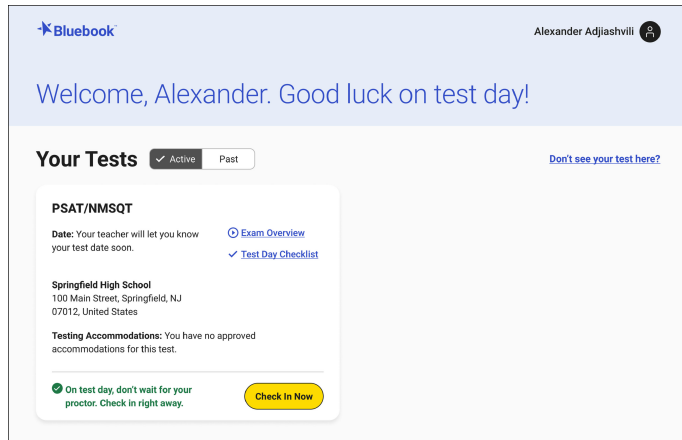 Bluebook™
Alexander Adjiashvili
Welcome, Alexander. Good luck on test day!
Your Tests
Active
Past
Don't see your test here?
PSAT/NMSQT
Date: Your teacher will let you know
your test date soon.
Exam Overview
Test Day Checklist
Springfield High School
100 Main Street, Springfield, NJ
07012, United States
Testing Accommodations: You have no approved
accommodations for this test.
On test day, don't wait for your
proctor. Check in right away.
Check In Now